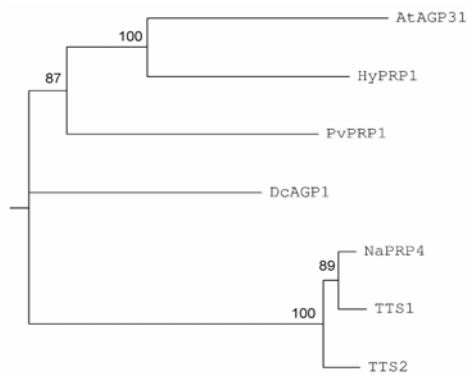 AtAGP31
100
HyPRP1
87
PvPRP1
DcAGP1
NaPRP4
89
TTS1
100
TTS2